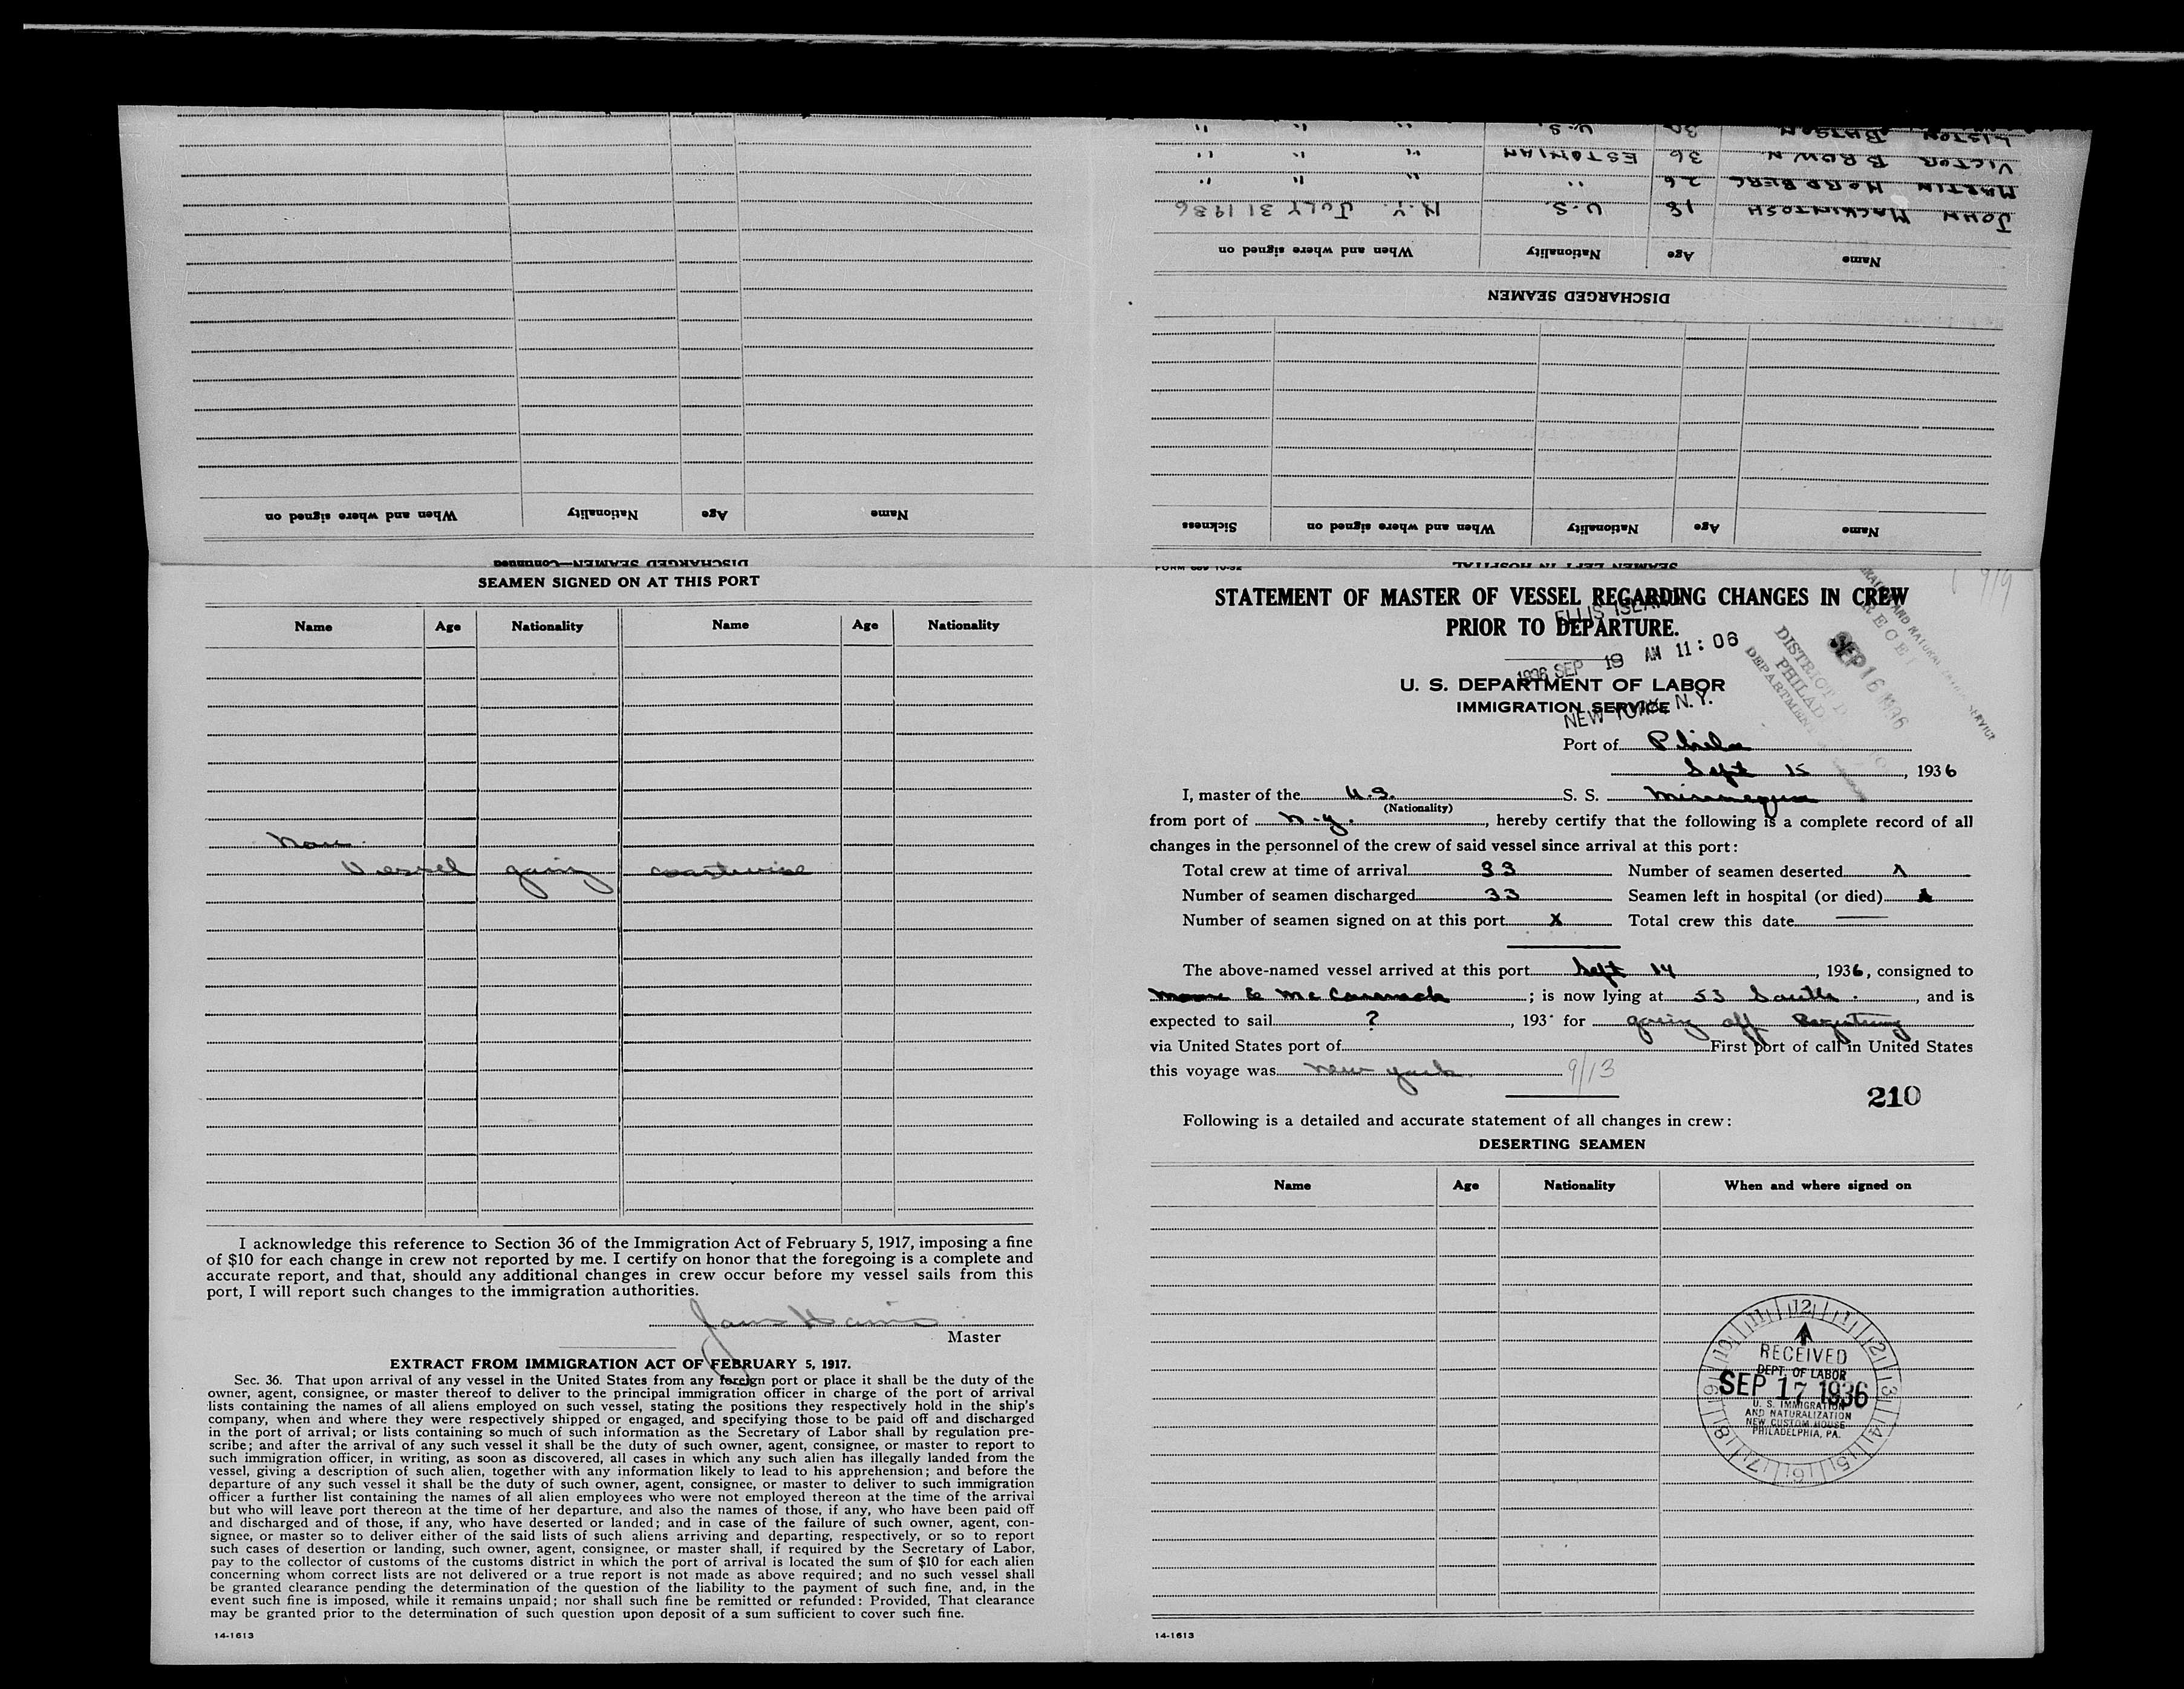 LISTON BATSON 30 U.S. " " "
VICTOR BROWN 36 ESTONIAN " " "
MARTIN NORDBERG 26 " " " "
JOHN MACKINTOSH 18 U.S. N.Y. JULY 31 1936
Name Age Nationality When and where signed on
DISCHARGED SEAMEN
Name Age Nationality When and where signed on Sickness
SEAMEN LEFT IN HOSPITAL
Name Age Nationality When and where signed on
DISCHARGED SEAMEN—Continued
SEAMEN SIGNED ON AT THIS PORT
Name Age Nationality Name Age Nationality
None
Vessel going coastwise
I acknowledge this reference to Section 36 of the Immigration Act of February 5, 1917, imposing a fine
of $10 for each change in crew not reported by me. I certify on honor that the foregoing is a complete and
accurate report, and that, should any additional changes in crew occur before my vessel sails from this
port, I will report such changes to the immigration authorities.
Master
EXTRACT FROM IMMIGRATION ACT OF FEBRUARY 5, 1917.
Sec. 36. That upon arrival of any vessel in the United States from any foreign port or place it shall be the duty of the
owner, agent, consignee, or master thereof to deliver to the principal immigration officer in charge of the port of arrival
lists containing the names of all aliens employed on such vessel, stating the positions they respectively hold in the ship's
company, when and where they were respectively shipped or engaged, and specifying those to be paid off and discharged
in the port of arrival; or lists containing so much of such information as the Secretary of Labor shall by regulation pre-
scribe; and after the arrival of any such vessel it shall be the duty of such owner, agent, consignee, or master to report to
such immigration officer, in writing, as soon as discovered, all cases in which any such alien has illegally landed from the
vessel, giving a description of such alien, together with any information likely to lead to his apprehension; and before the
departure of any such vessel it shall be the duty of such owner, agent, consignee, or master to deliver to such immigration
officer a further list containing the names of all alien employees who were not employed thereon at the time of the arrival
but who will leave port thereon at the time of her departure, and also the names of those, if any, who have been paid off
and discharged and of those, if any, who have deserted or landed; and in case of the failure of such owner, agent, con-
signee, or master so to deliver either of the said lists of such aliens arriving and departing, respectively, or so to report
such cases of desertion or landing, such owner, agent, consignee, or master shall, if required by the Secretary of Labor,
pay to the collector of customs of the customs district in which the port of arrival is located the sum of $10 for each alien
concerning whom correct lists are not delivered or a true report is not made as above required; and no such vessel shall
be granted clearance pending the determination of the question of the liability to the payment of such fine, and, in the
event such fine is imposed, while it remains unpaid; nor shall such fine be remitted or refunded: Provided, That clearance
may be granted prior to the determination of such question upon deposit of a sum sufficient to cover such fine.
14-1613
FORM 689 10-32
STATEMENT OF MASTER OF VESSEL REGARDING CHANGES IN CREW
PRIOR TO DEPARTURE.
ELLIS ISLAND
1936 SEP 19 AM 11:06
NEW YORK, N.Y.
SEP 16 1936
U. S. DEPARTMENT OF LABOR
IMMIGRATION SERVICE
Port of Phila
Sept 15, 1936
I, master of the U.S. S. S. Minnequa
(Nationality)
from port of N.Y., hereby certify that the following is a complete record of all
changes in the personnel of the crew of said vessel since arrival at this port:
Total crew at time of arrival 33 Number of seamen deserted
Number of seamen discharged 33 Seamen left in hospital (or died)
Number of seamen signed on at this port X Total crew this date
The above-named vessel arrived at this port Sept 14, 1936, consigned to
Moore & McCormack; is now lying at 53 South., and is
expected to sail ?, 193 for going off Registry
via United States port of First port of call in United States
this voyage was New York 9/13
210
Following is a detailed and accurate statement of all changes in crew:
DESERTING SEAMEN
Name Age Nationality When and where signed on
RECEIVED
DEPT. OF LABOR
SEP 17 1936
U. S. IMMIGRATION
AND NATURALIZATION
NEW CUSTOM HOUSE
PHILADELPHIA, PA.
14-1613